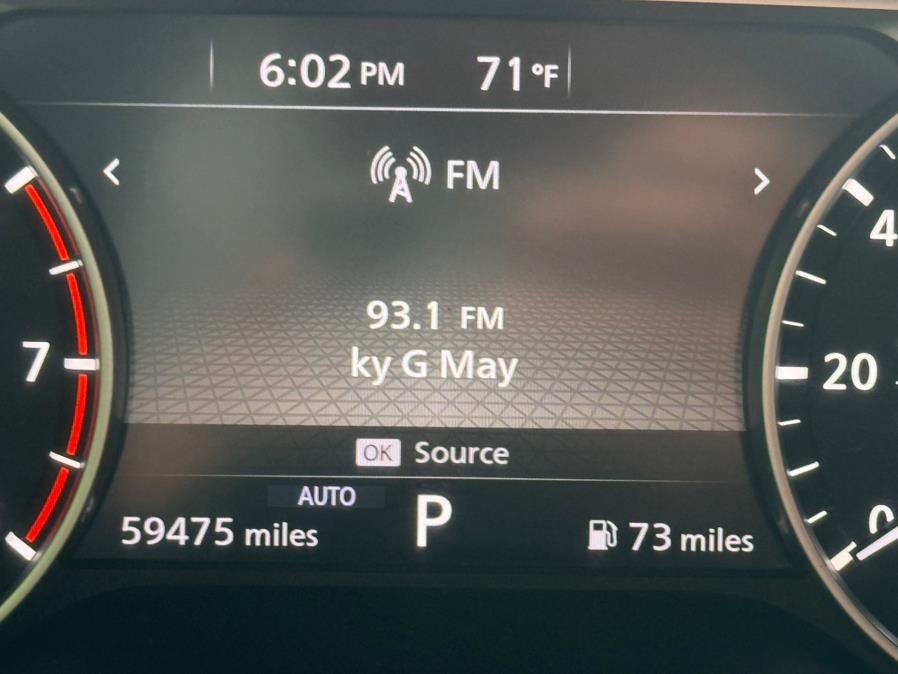 6:02 PM 71°F
FM
93.1 FM
ky G May
OK Source
AUTO
P
59475 miles
73 miles
7
4
20
0